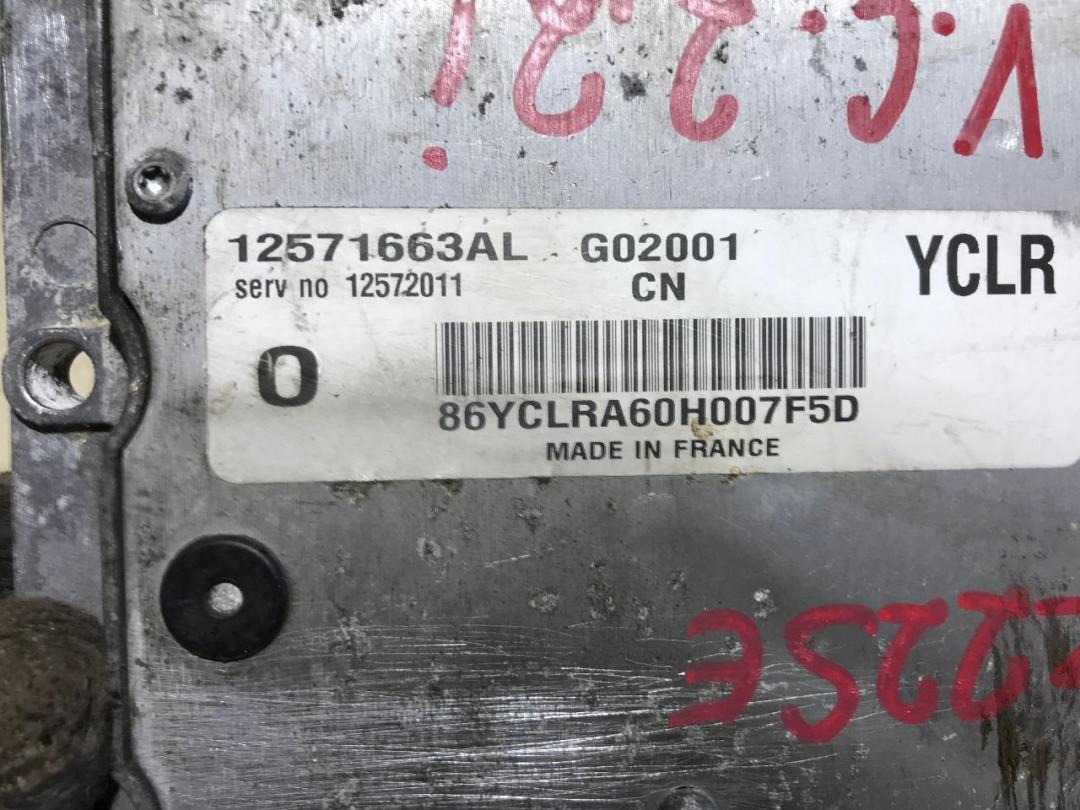 12571663AL G02001 YCLR
serv no 12572011 CN
0
86YCLRA60H007F5D
MADE IN FRANCE